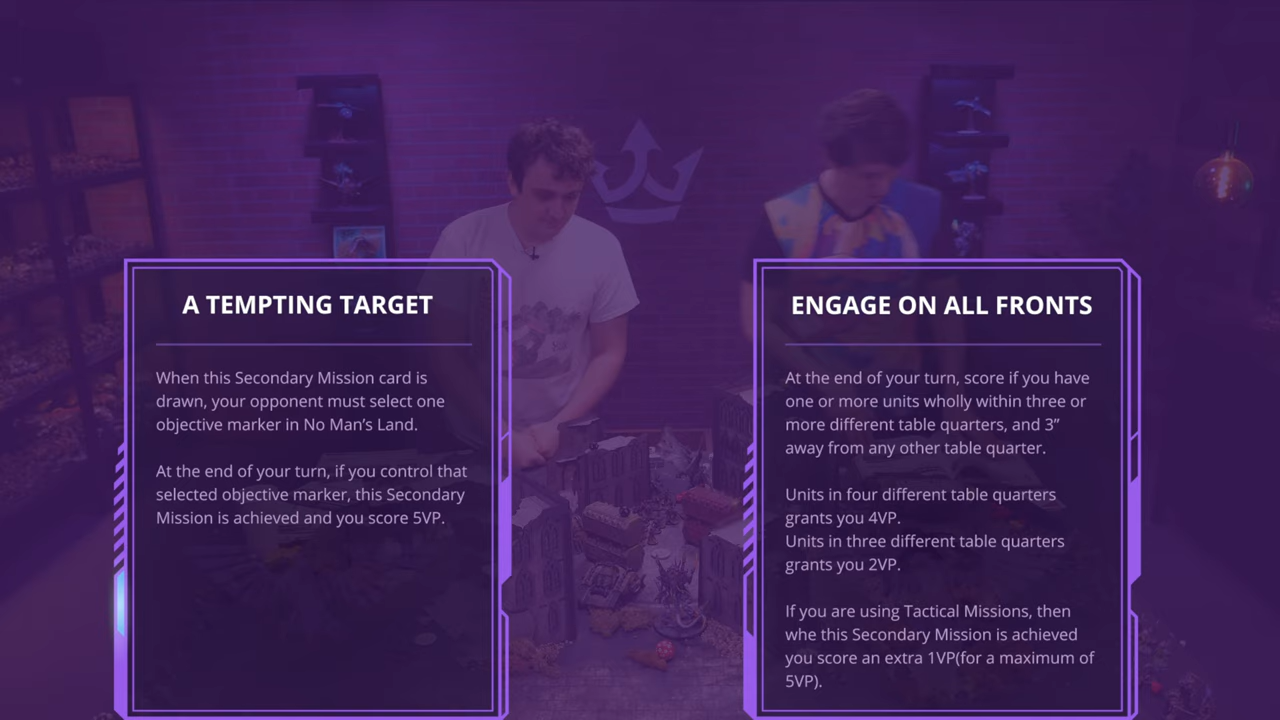 A TEMPTING TARGET
When this Secondary Mission card is
drawn, your opponent must select one
objective marker in No Man’s Land.
At the end of your turn, if you control that
selected objective marker, this Secondary
Mission is achieved and you score 5VP.
ENGAGE ON ALL FRONTS
At the end of your turn, score if you have
one or more units wholly within three or
more different table quarters, and 3”
away from any other table quarter.
Units in four different table quarters
grants you 4VP.
Units in three different table quarters
grants you 2VP.
If you are using Tactical Missions, then
whe this Secondary Mission is achieved
you score an extra 1VP(for a maximum of
5VP).